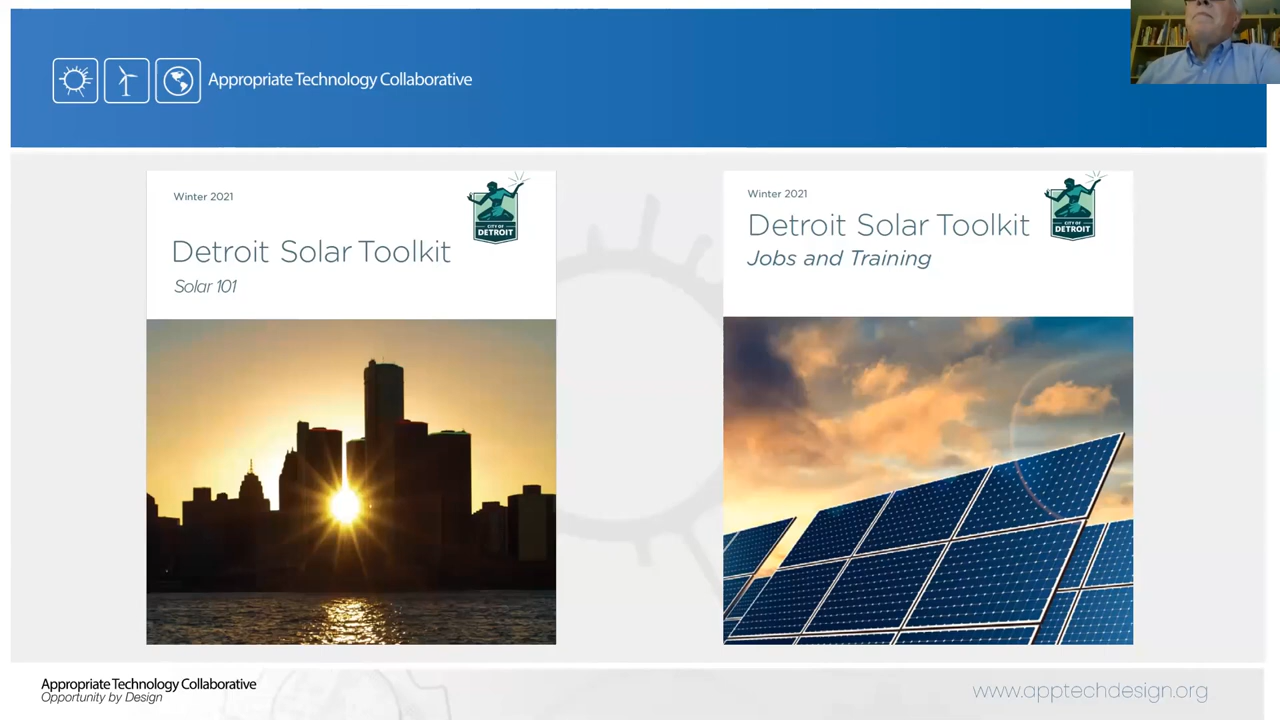 Appropriate Technology Collaborative
Winter 2021
CITY OF
DETROIT
Detroit Solar Toolkit
Solar 101
Winter 2021
CITY OF
DETROIT
Detroit Solar Toolkit
Jobs and Training
Appropriate Technology Collaborative
Opportunity by Design
www.apptechdesign.org